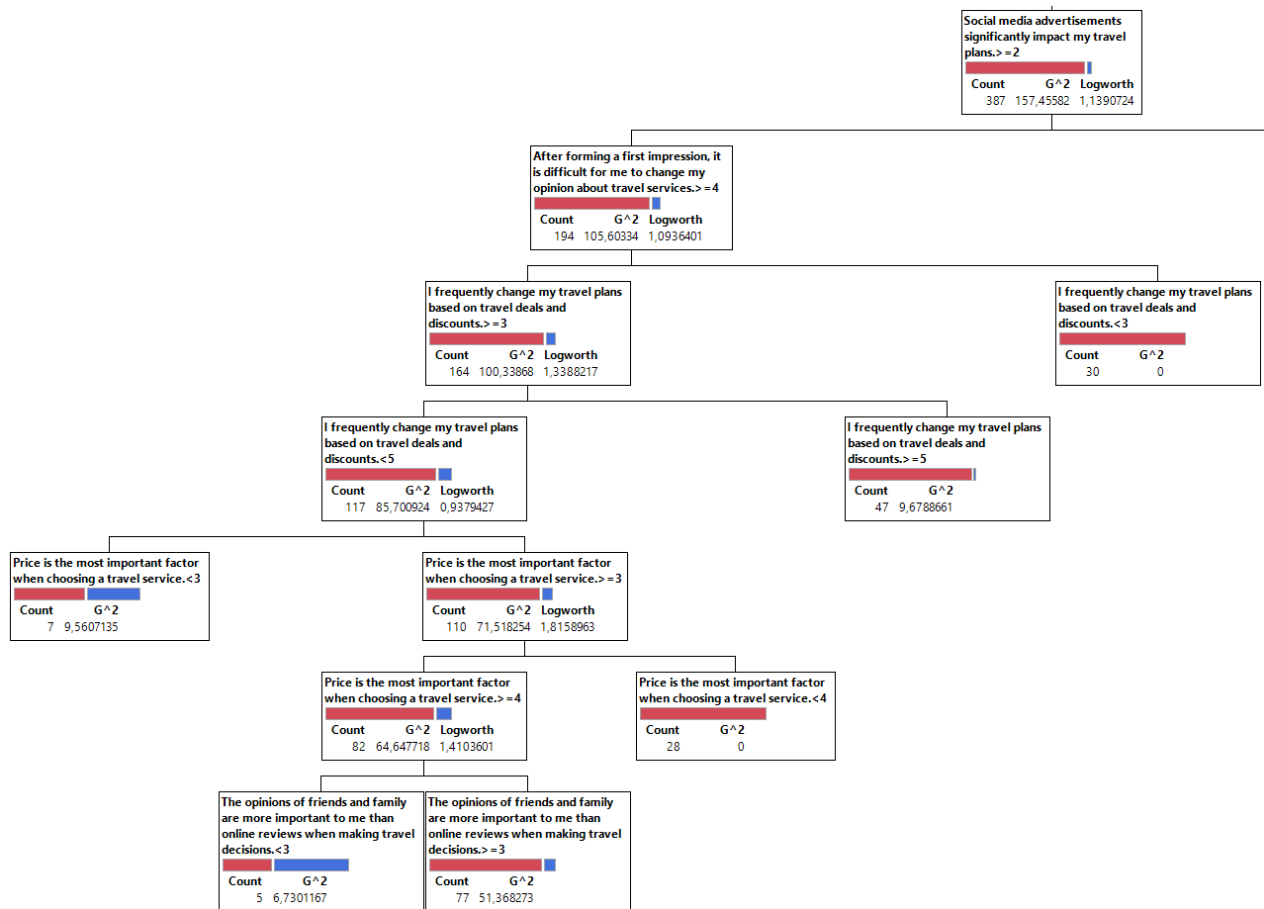 Social media advertisements
significantly impact my travel
plans.>=2
Count G^2 Logworth
387 157,45582 1,1390724
After forming a first impression, it
is difficult for me to change my
opinion about travel services.>=4
Count G^2 Logworth
194 105,60334 1,0936401
I frequently change my travel plans
based on travel deals and
discounts.>=3
Count G^2 Logworth
164 100,33868 1,3388217
I frequently change my travel plans
based on travel deals and
discounts.<3
Count G^2
30 0
I frequently change my travel plans
based on travel deals and
discounts.<5
Count G^2 Logworth
117 85,700924 0,9379427
I frequently change my travel plans
based on travel deals and
discounts.>=5
Count G^2
47 9,6788661
Price is the most important factor
when choosing a travel service.<3
Count G^2
7 9,5607135
Price is the most important factor
when choosing a travel service.>=3
Count G^2 Logworth
110 71,518254 1,8158963
Price is the most important factor
when choosing a travel service.>=4
Count G^2 Logworth
82 64,647718 1,4103601
Price is the most important factor
when choosing a travel service.<4
Count G^2
28 0
The opinions of friends and family
are more important to me than
online reviews when making travel
decisions.<3
Count G^2
5 6,7301167
The opinions of friends and family
are more important to me than
online reviews when making travel
decisions.>=3
Count G^2
77 51,368273